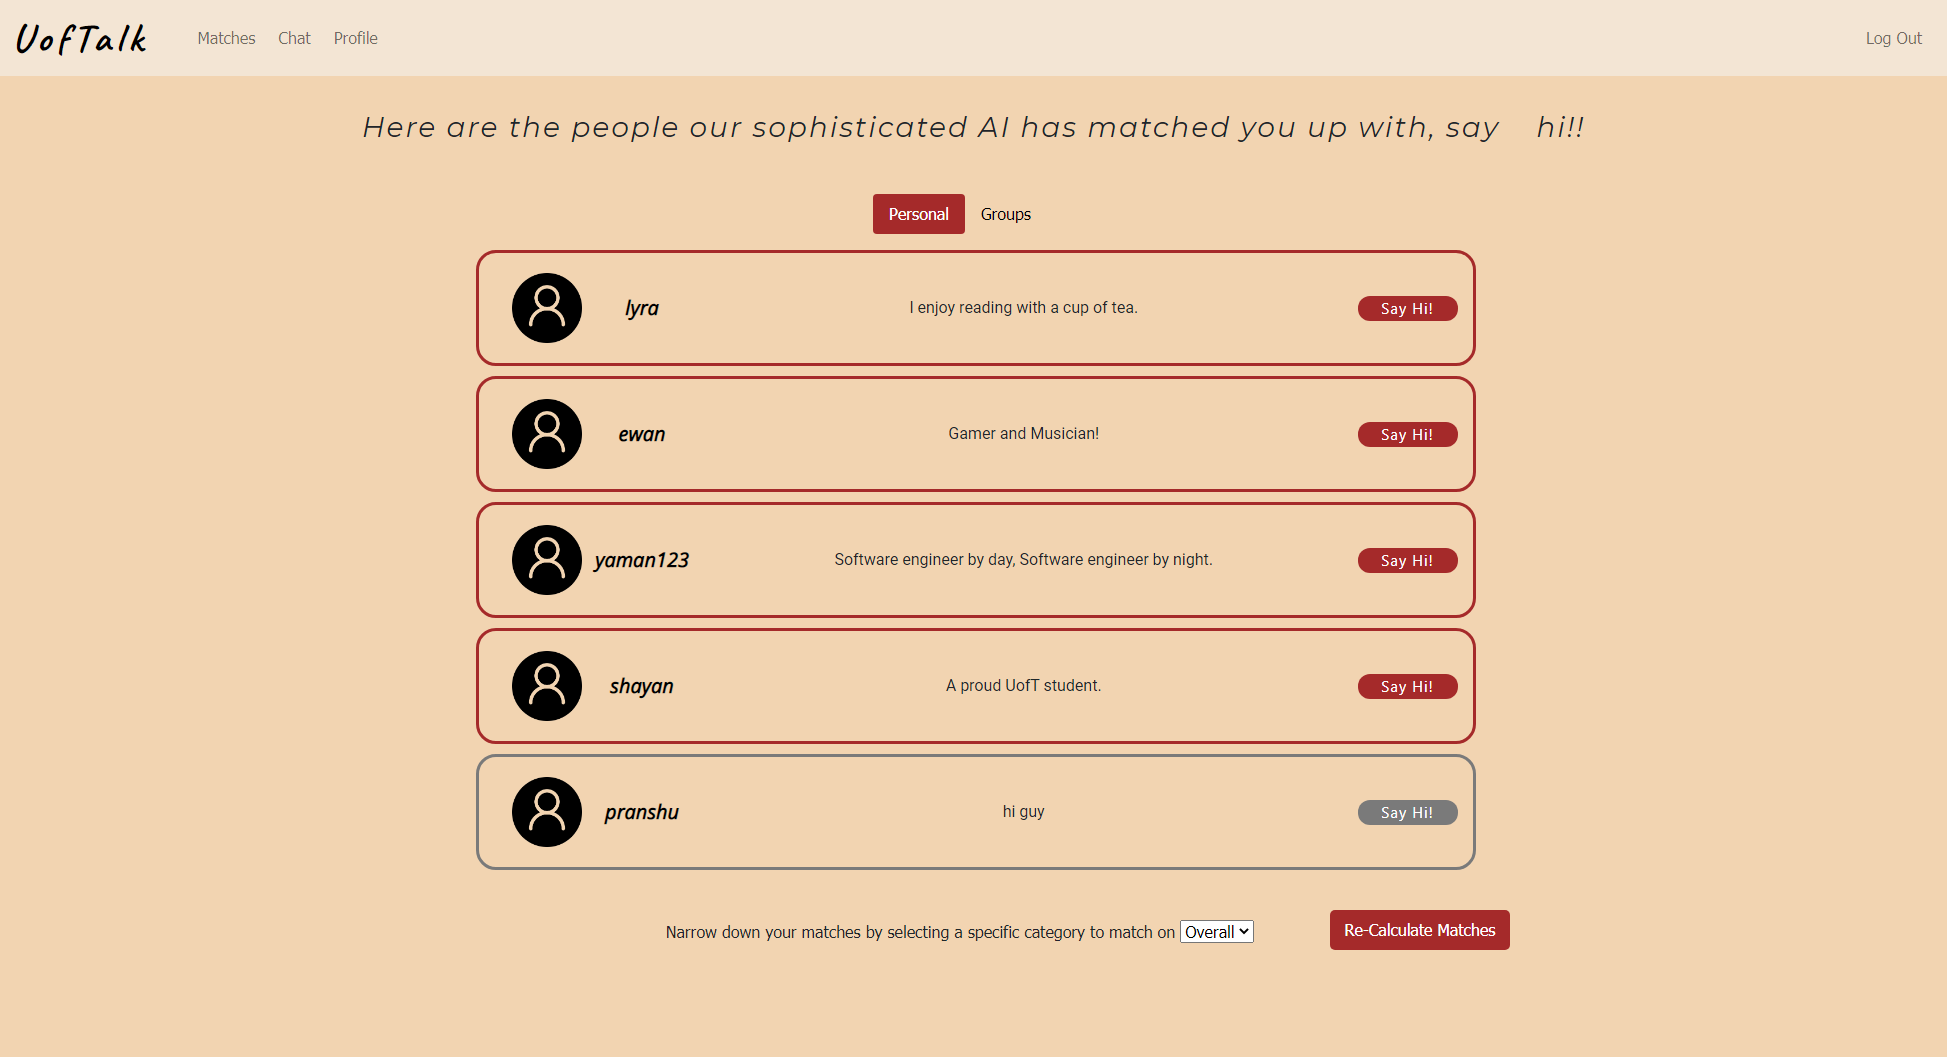 UofTalk Matches Chat Profile Log Out
Here are the people our sophisticated AI has matched you up with, say hi!!
Personal Groups
lyra I enjoy reading with a cup of tea. Say Hi!
ewan Gamer and Musician! Say Hi!
yaman123 Software engineer by day, Software engineer by night. Say Hi!
shayan A proud UofT student. Say Hi!
pranshu hi guy Say Hi!
Narrow down your matches by selecting a specific category to match on Overall Re-Calculate Matches